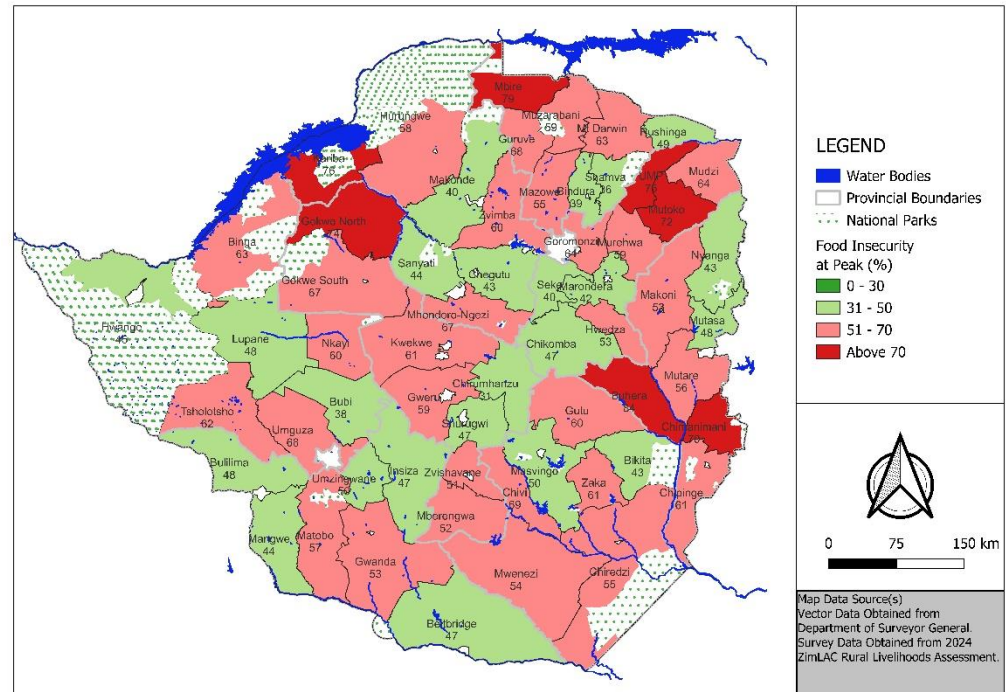 Mbire
79
Hurungwe
58
Muzarabani
59
Mt Darwin
63
Rushinga
49
Guruve
Kariba
76
Makonde
40
Mazowe
55
Bindura
39
Shamva
36
UMP
Mudzi
64
Mutoko
72
Zvimba
60
Gokwe North
Binga
63
Sanyati
44
Goromonzi
Murehwa
59
Nyanga
43
Gokwe South
67
Chegutu
43
Seke
40
Marondera
42
Makoni
Mhondoro-Ngezi
67
Hwedza
53
Mutasa
48
Hwange
Lupane
48
Nkayi
60
Kwekwe
61
Chikomba
47
Chirumhanzu
31
Mutare
56
Buhera
84
Gweru
59
Bubi
38
Shurugwi
47
Gutu
60
Chimanimani
Tsholotsho
62
Umguza
68
Bulilima
48
Umzingwane
Insiza
47
Zvishavane
51
Masvingo
50
Bikita
43
Zaka
61
Chivi
69
Chipinge
61
52
Mangwe
44
Matobo
57
Gwanda
53
Mwenezi
54
Chiredzi
55
Beitbridge
47
LEGEND
Water Bodies
Provincial Boundaries
National Parks
Food Insecurity
at Peak (%)
0 - 30
31 - 50
51 - 70
Above 70
0 75 150 km
Map Data Source(s)
Vector Data Obtained from
Department of Surveyor General.
Survey Data Obtained from 2024
ZimLAC Rural Livelihoods Assessment.